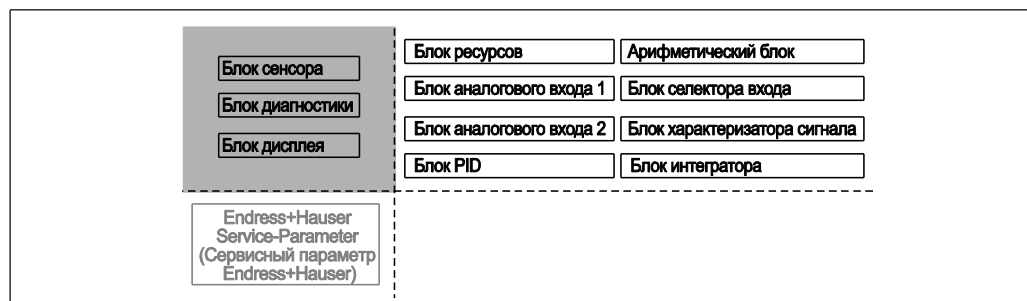 Блок сенсора
Блок диагностики
Блок дисплея
Блок ресурсов
Арифметический блок
Блок аналогового входа 1
Блок селектора входа
Блок аналогового входа 2
Блок характеризатора сигнала
Блок PID
Блок интегратора
Endress+Hauser
Service-Parameter
(Сервисный параметр
Endress+Hauser)